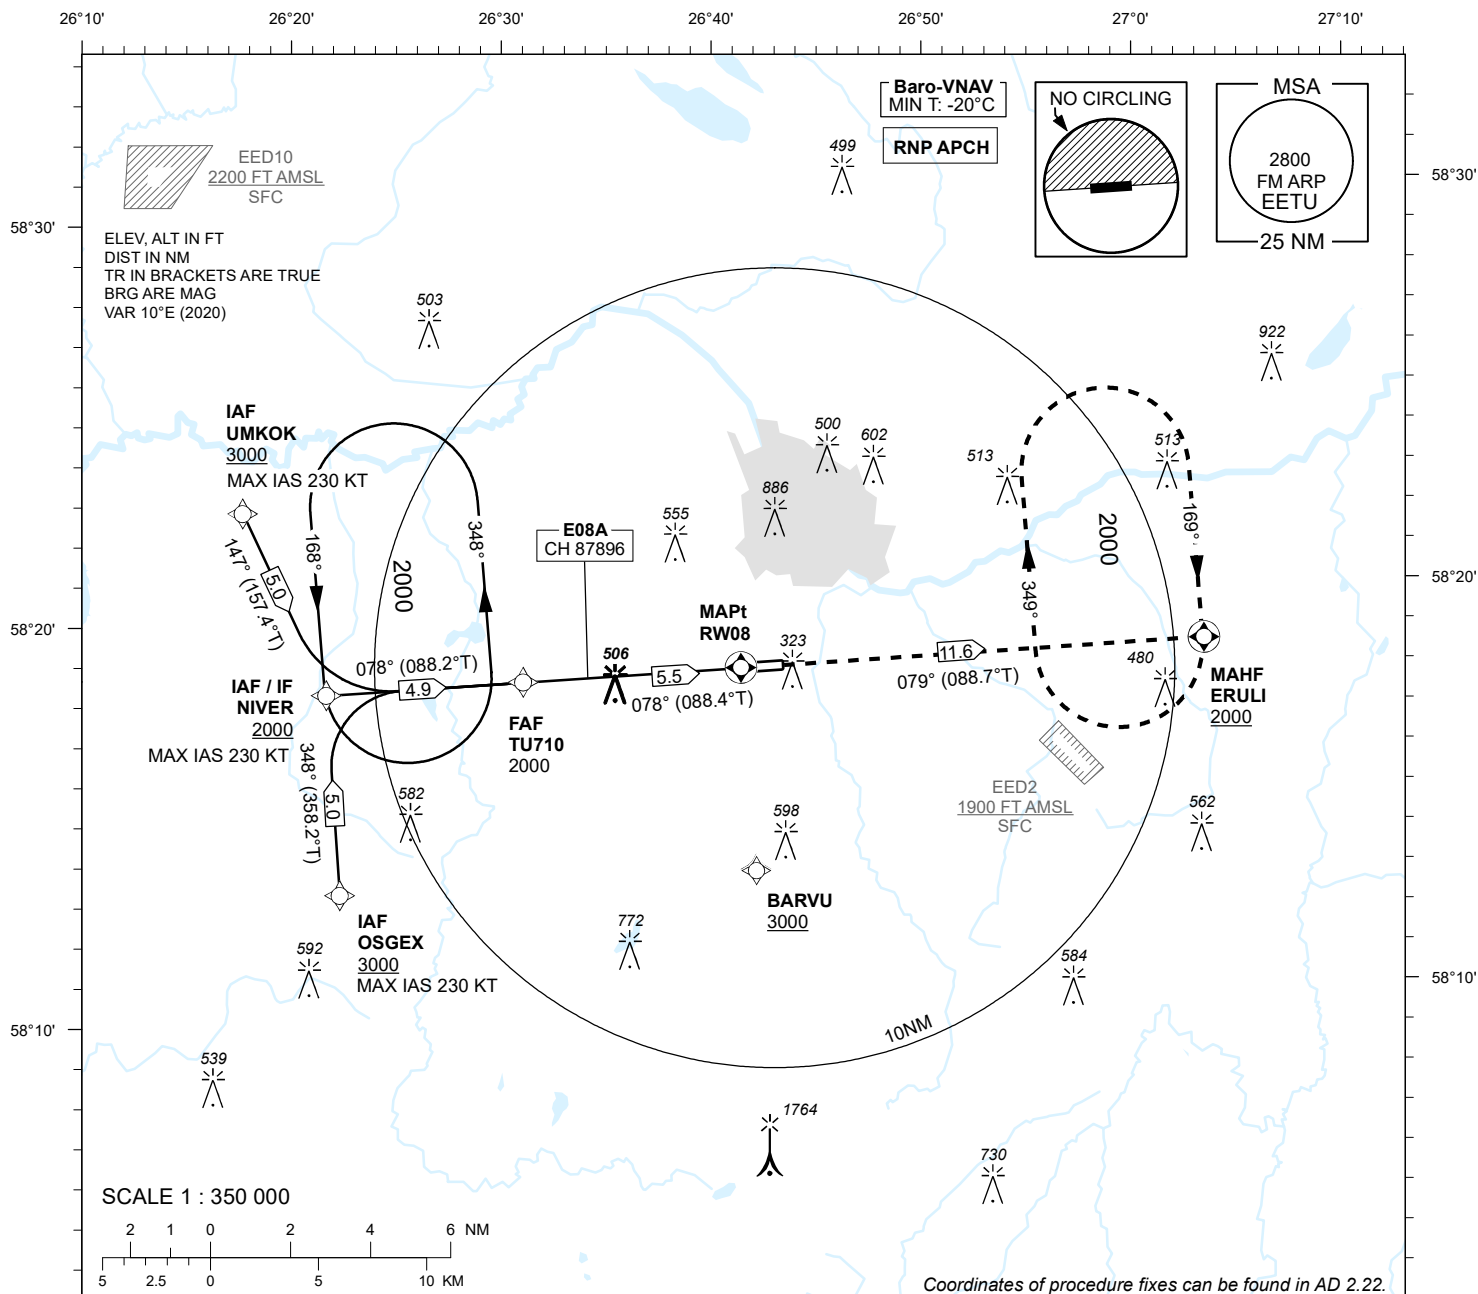 26°10'
26°20'
26°30'
26°40'
26°50'
27°0'
27°10'
Baro-VNAV
MIN T: -20°C
RNP APCH
NO CIRCLING
MSA
2800
FM ARP
EETU
25 NM
58°30'
58°30'
EED10
2200 FT AMSL
SFC
ELEV, ALT IN FT
DIST IN NM
TR IN BRACKETS ARE TRUE
BRG ARE MAG
VAR 10°E (2020)
499
503
922
IAF
UMKOK
3000
MAX IAS 230 KT
500
602
513
513
886
555
E08A
CH 87896
147° (157.4°T)
5.0
168°
348°
2000
2000
169°
349°
58°20'
58°20'
MAPt
RW08
323
506
078° (088.2°T)
4.9
5.5
078° (088.4°T)
11.6
079° (088.7°T)
480
MAHF
ERULI
2000
IAF / IF
NIVER
2000
MAX IAS 230 KT
FAF
TU710
2000
348° (358.2°T)
5.0
582
598
EED2
1900 FT AMSL
SFC
562
BARVU
3000
IAF
OSGEX
3000
MAX IAS 230 KT
592
772
584
58°10'
58°10'
10NM
539
1764
730
SCALE 1 : 350 000
2 1 0 2 4 6 NM
5 2.5 0 5 10 KM
Coordinates of procedure fixes can be found in AD 2.22.